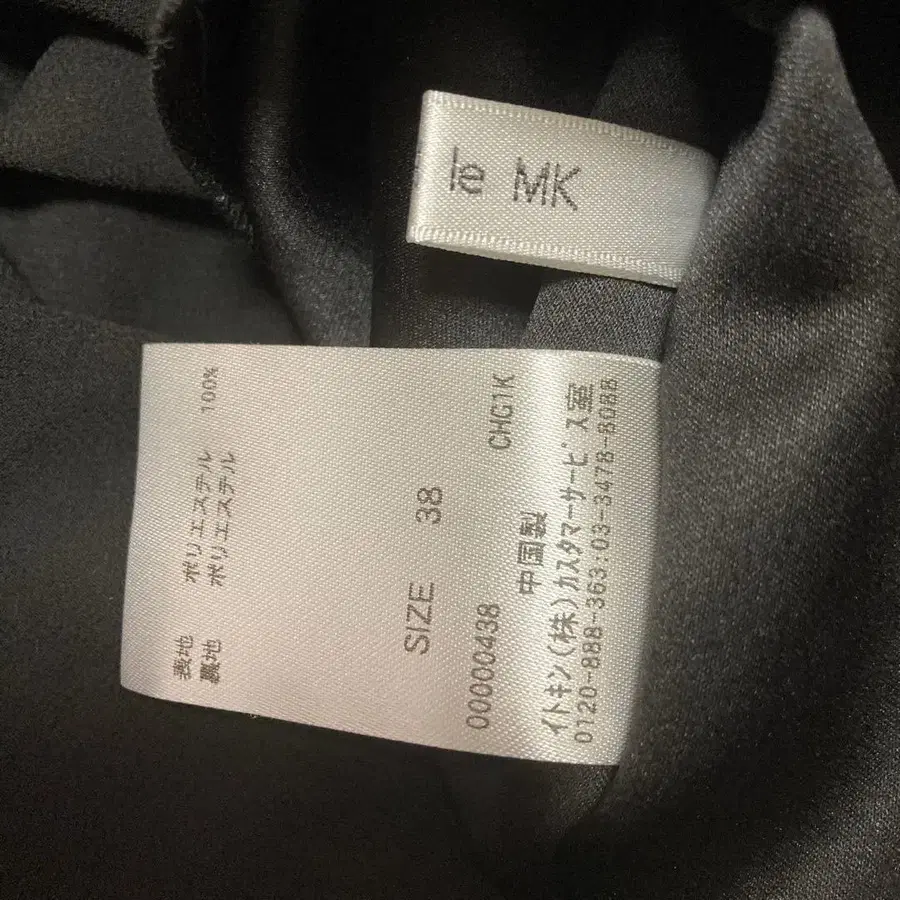 MK
表地 ポリエステル 100%
裏地 ポリエステル
SIZE 38
00000438 CHG1K
中国製
イトキン(株)カスタマーサービス室
0120-888-363:03-3478-8088